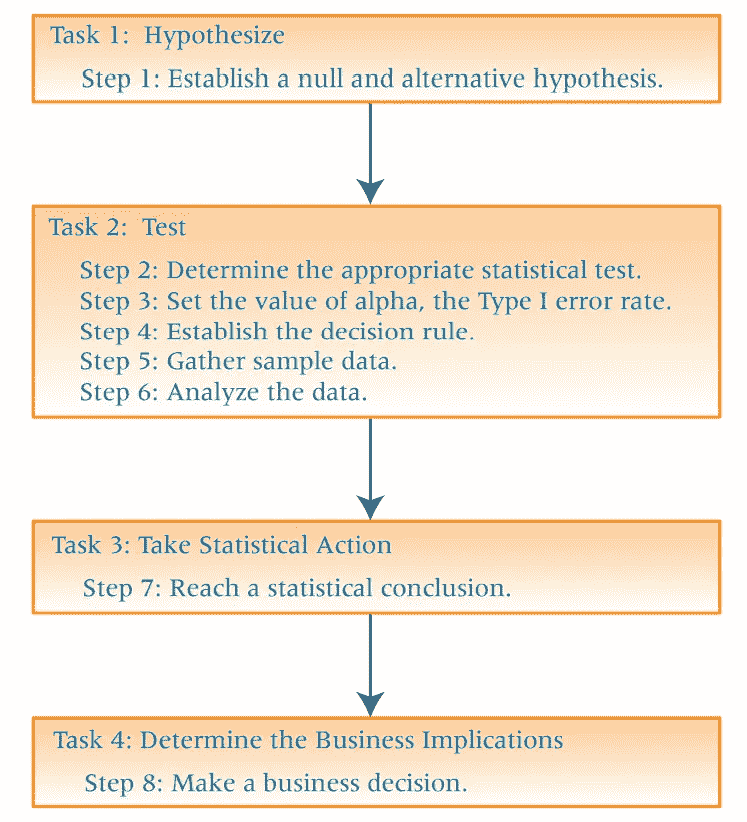 Task 1: Hypothesize
Step 1: Establish a null and alternative hypothesis.
Task 2: Test
Step 2: Determine the appropriate statistical test.
Step 3: Set the value of alpha, the Type I error rate.
Step 4: Establish the decision rule.
Step 5: Gather sample data.
Step 6: Analyze the data.
Task 3: Take Statistical Action
Step 7: Reach a statistical conclusion.
Task 4: Determine the Business Implications
Step 8: Make a business decision.